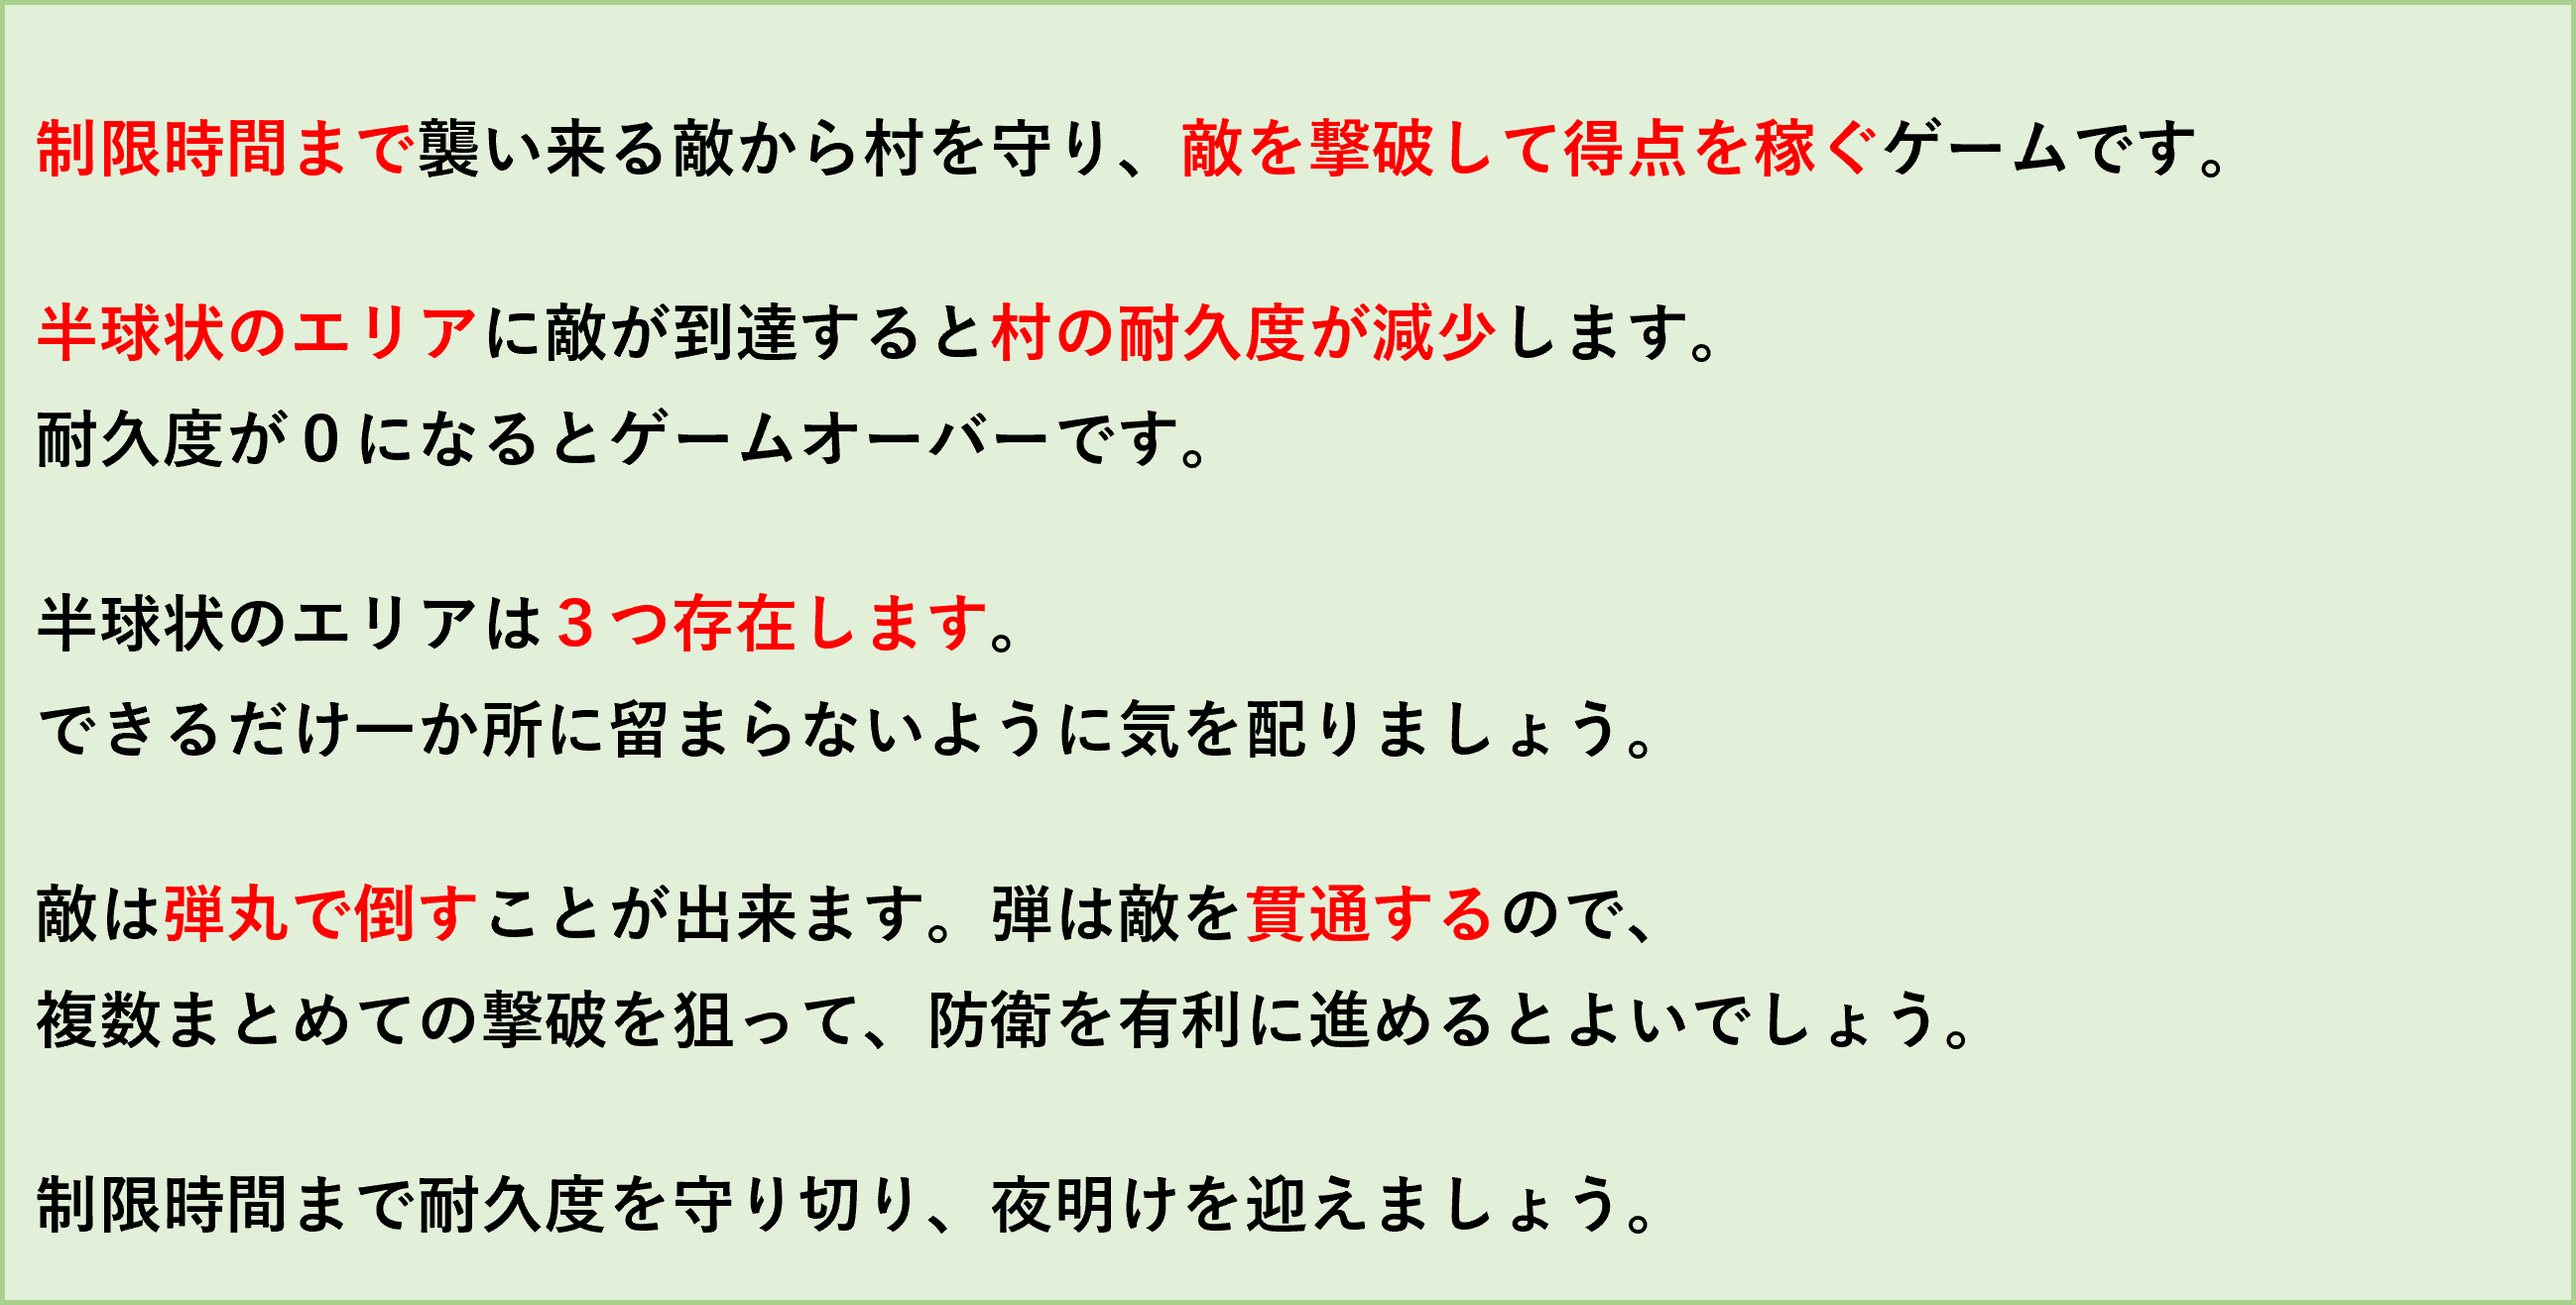 制限時間まで襲い来る敵から村を守り、敵を撃破して得点を稼ぐゲームです。
半球状のエリアに敵が到達すると村の耐久度が減少します。
耐久度が０になるとゲームオーバーです。
半球状のエリアは３つ存在します。
できるだけ一か所に留まらないように気を配りましょう。
敵は弾丸で倒すことが出来ます。弾は敵を貫通するので、
複数まとめての撃破を狙って、防衛を有利に進めるとよいでしょう。
制限時間まで耐久度を守り切り、夜明けを迎えましょう。